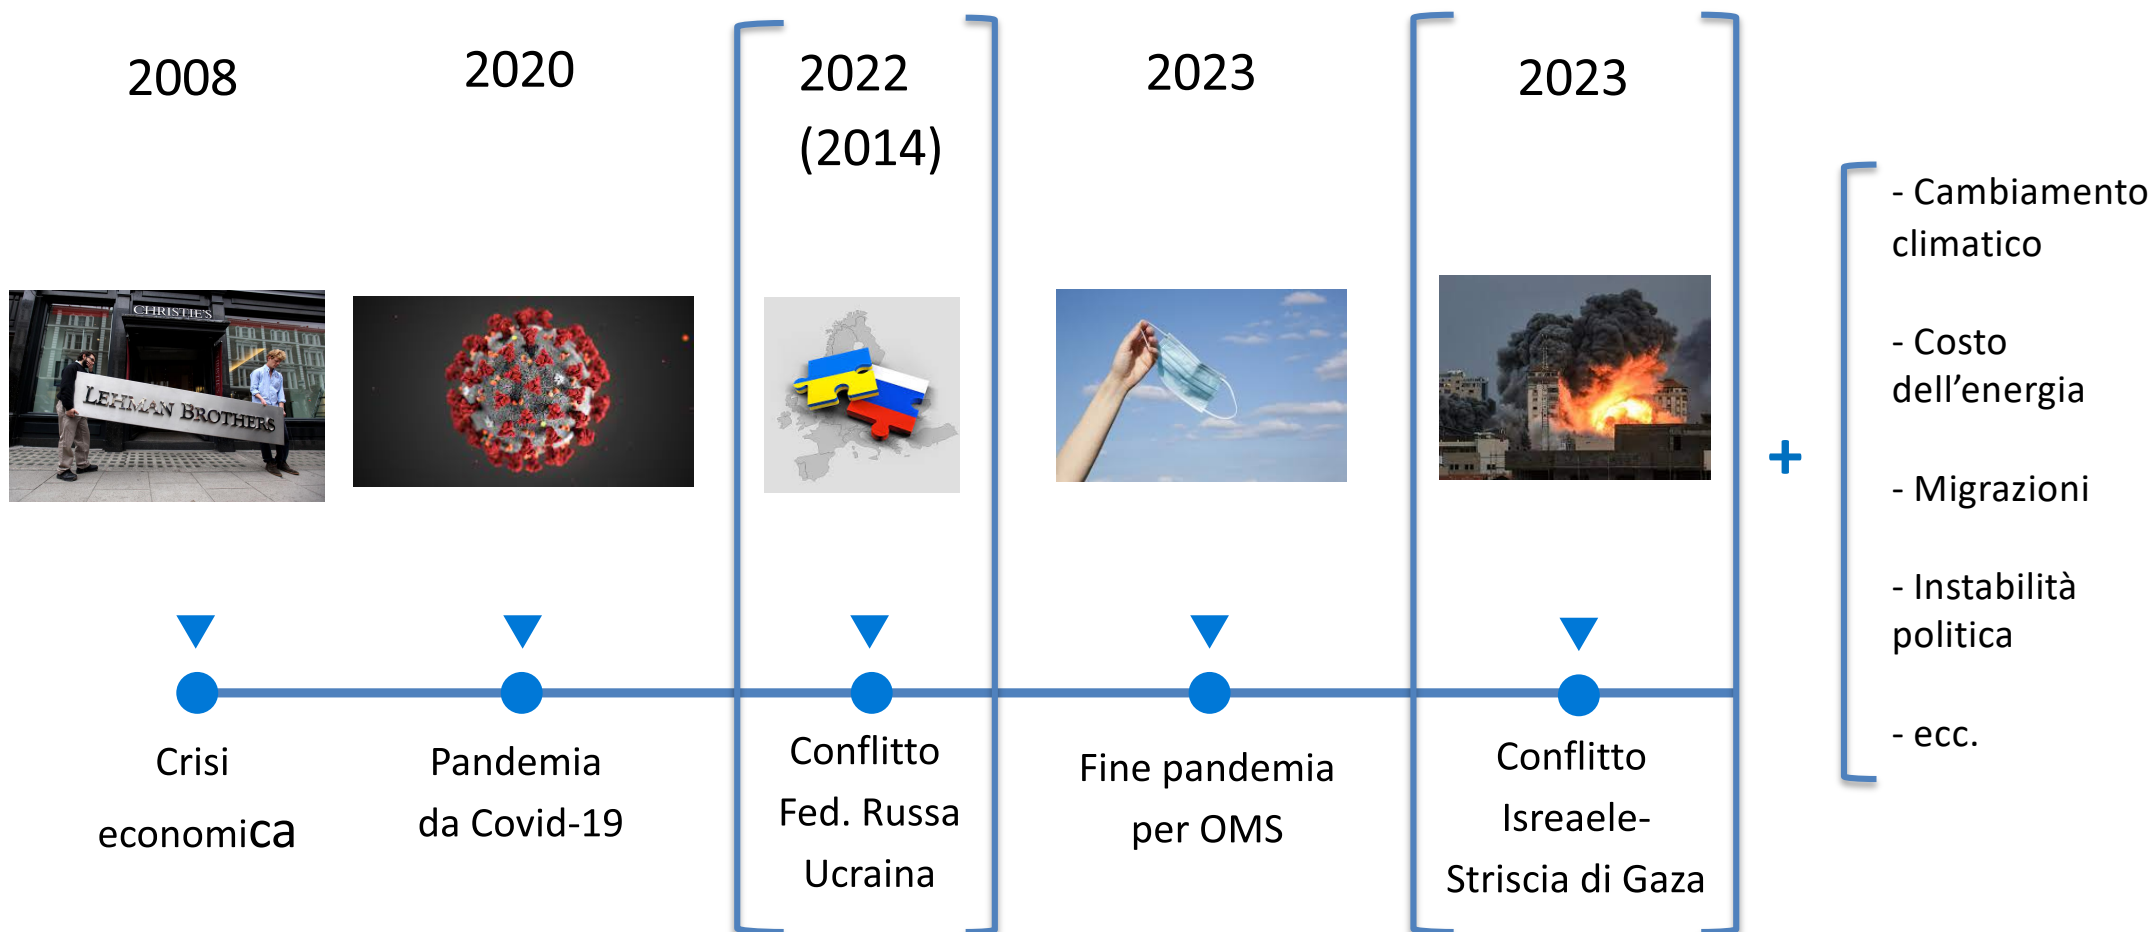 2008
2020
2022
(2014)
2023
2023
CHRISTIE'S
LEHMAN BROTHERS
Crisi
economica
Pandemia
da Covid-19
Conflitto
Fed. Russa
Ucraina
Fine pandemia
per OMS
Conflitto
Isreaele-
Striscia di Gaza
+
- Cambiamento
climatico
- Costo
dell’energia
- Migrazioni
- Instabilità
politica
- ecc.